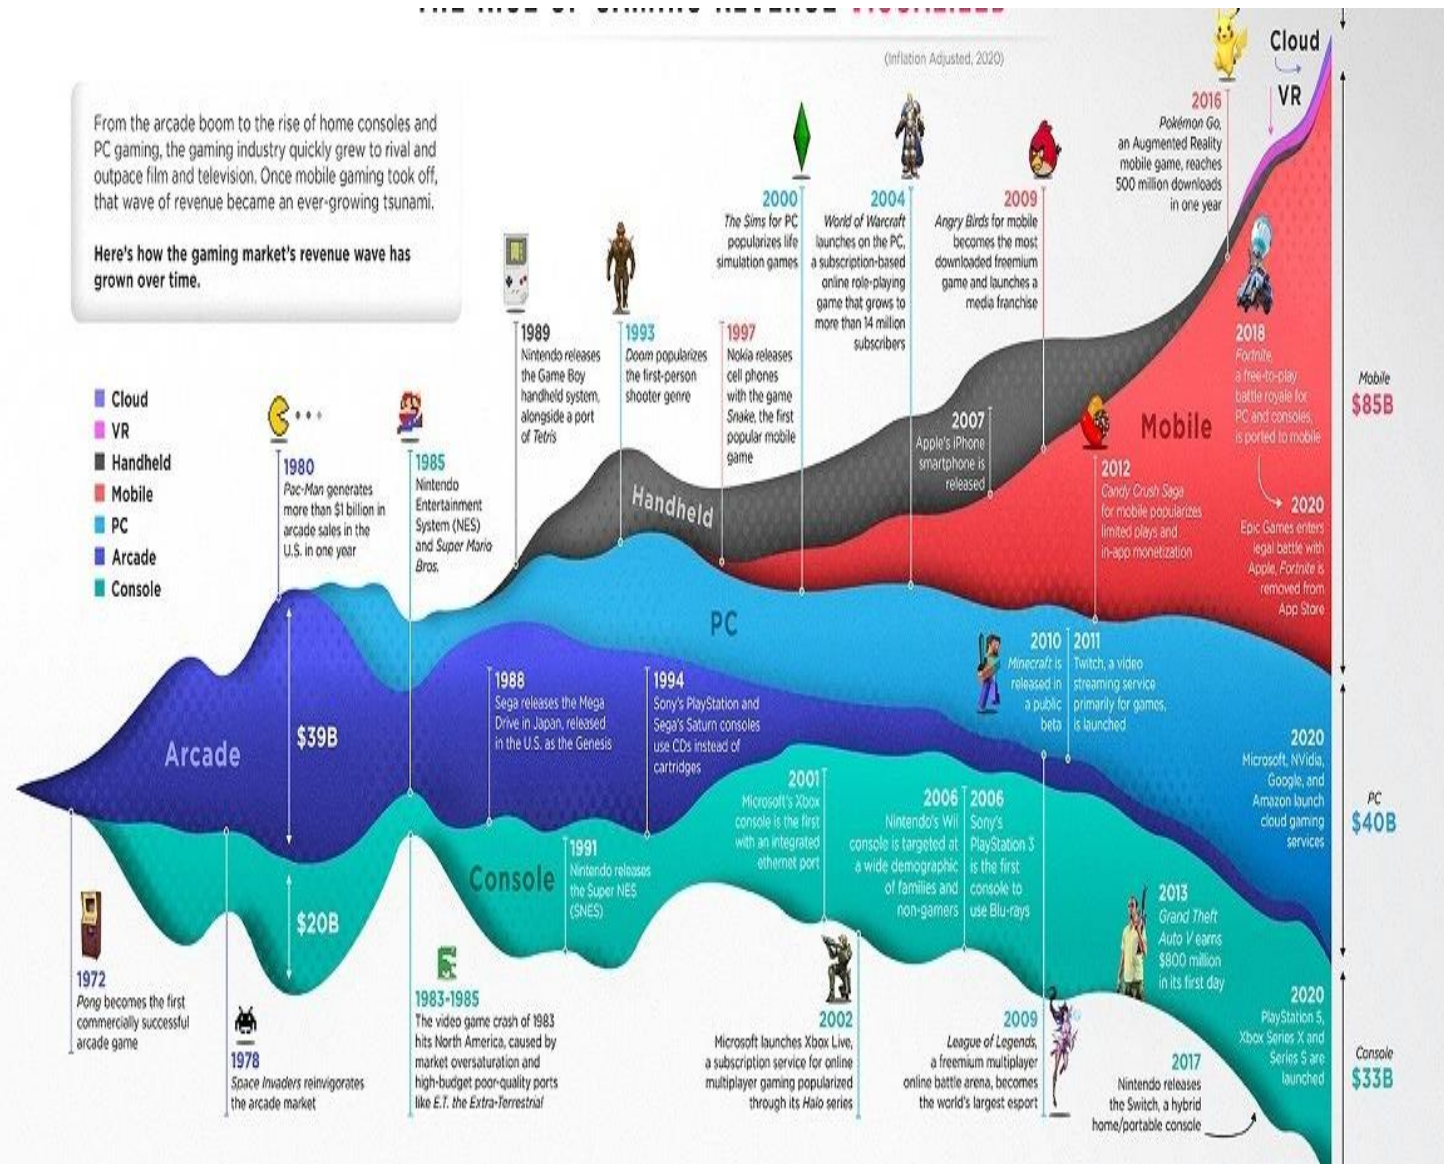 (Inflation Adjusted, 2020)
From the arcade boom to the rise of home consoles and
PC gaming, the gaming industry quickly grew to rival and
outpace film and television. Once mobile gaming took off,
that wave of revenue became an ever-growing tsunami.
Here's how the gaming market's revenue wave has
grown over time.
Cloud
VR
Handheld
Mobile
PC
Arcade
Console
1972
Pong becomes the first
commercially successful
arcade game
1978
Space Invaders reinvigorates
the arcade market
1980
Pac-Man generates
more than $1 billion in
arcade sales in the
U.S. in one year
1985
Nintendo
Entertainment
System (NES)
and Super Mario
Bros.
1983-1985
The video game crash of 1983
hits North America, caused by
market oversaturation and
high-budget poor-quality ports
like E.T. the Extra-Terrestrial
1989
Nintendo releases
the Game Boy
handheld system,
alongside a port
of Tetris
1993
Doom popularizes
the first-person
shooter genre
1997
Nokia releases
cell phones
with the game
Snake, the first
popular mobile
game
2000
The Sims for PC
popularizes life
simulation games
2004
World of Warcraft
launches on the PC,
a subscription-based
online role-playing
game that grows to
more than 14 million
subscribers
2009
Angry Birds for mobile
becomes the most
downloaded freemium
game and launches a
media franchise
2016
Pokémon Go,
an Augmented Reality
mobile game, reaches
500 million downloads
in one year
Cloud
VR
Handheld
2007
Apple's iPhone
smartphone is
released
Mobile
2012
Candy Crush Saga
for mobile popularizes
limited plays and
in-app monetization
2018
Fortnite,
a free-to-play
battle royale for
PC and consoles,
is ported to mobile
2020
Epic Games enters
legal battle with
Apple, Fortnite is
removed from
App Store
Mobile
$85B
PC
2010
Minecraft is
released in
a public
beta
2011
Twitch, a video
streaming service
primarily for games,
is launched
2020
Microsoft, NVidia,
Google, and
Amazon launch
cloud gaming
services
PC
$40B
Arcade
$39B
1988
Sega releases the Mega
Drive in Japan, released
in the U.S. as the Genesis
1994
Sony's PlayStation and
Sega's Saturn consoles
use CDs instead of
cartridges
Console
$20B
1991
Nintendo releases
the Super NES
(SNES)
2001
Microsoft's Xbox
console is the first
with an integrated
ethernet port
2006
Nintendo's Wii
console is targeted at
a wide demographic
of families and
non-gamers
2006
Sony's
PlayStation 3
is the first
console to
use Blu-rays
2013
Grand Theft
Auto V earns
$800 million
in its first day
2020
PlayStation 5,
Xbox Series X and
Series S are
launched
Console
$33B
2002
Microsoft launches Xbox Live,
a subscription service for online
multiplayer gaming popularized
through its Halo series
2009
League of Legends,
a freemium multiplayer
online battle arena, becomes
the world's largest esport
2017
Nintendo releases
the Switch, a hybrid
home/portable console